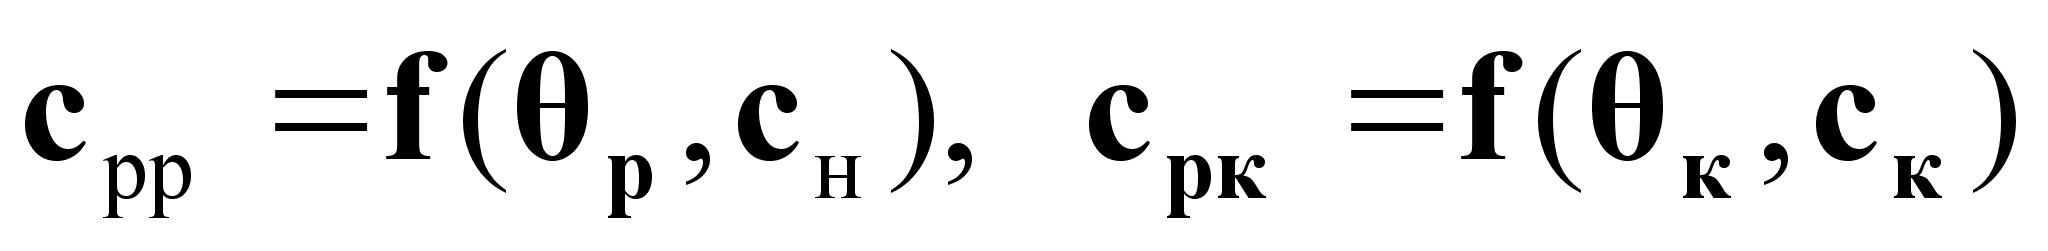 c_рр = f(θ_р, c_н), c_рк = f(θ_к, c_к)